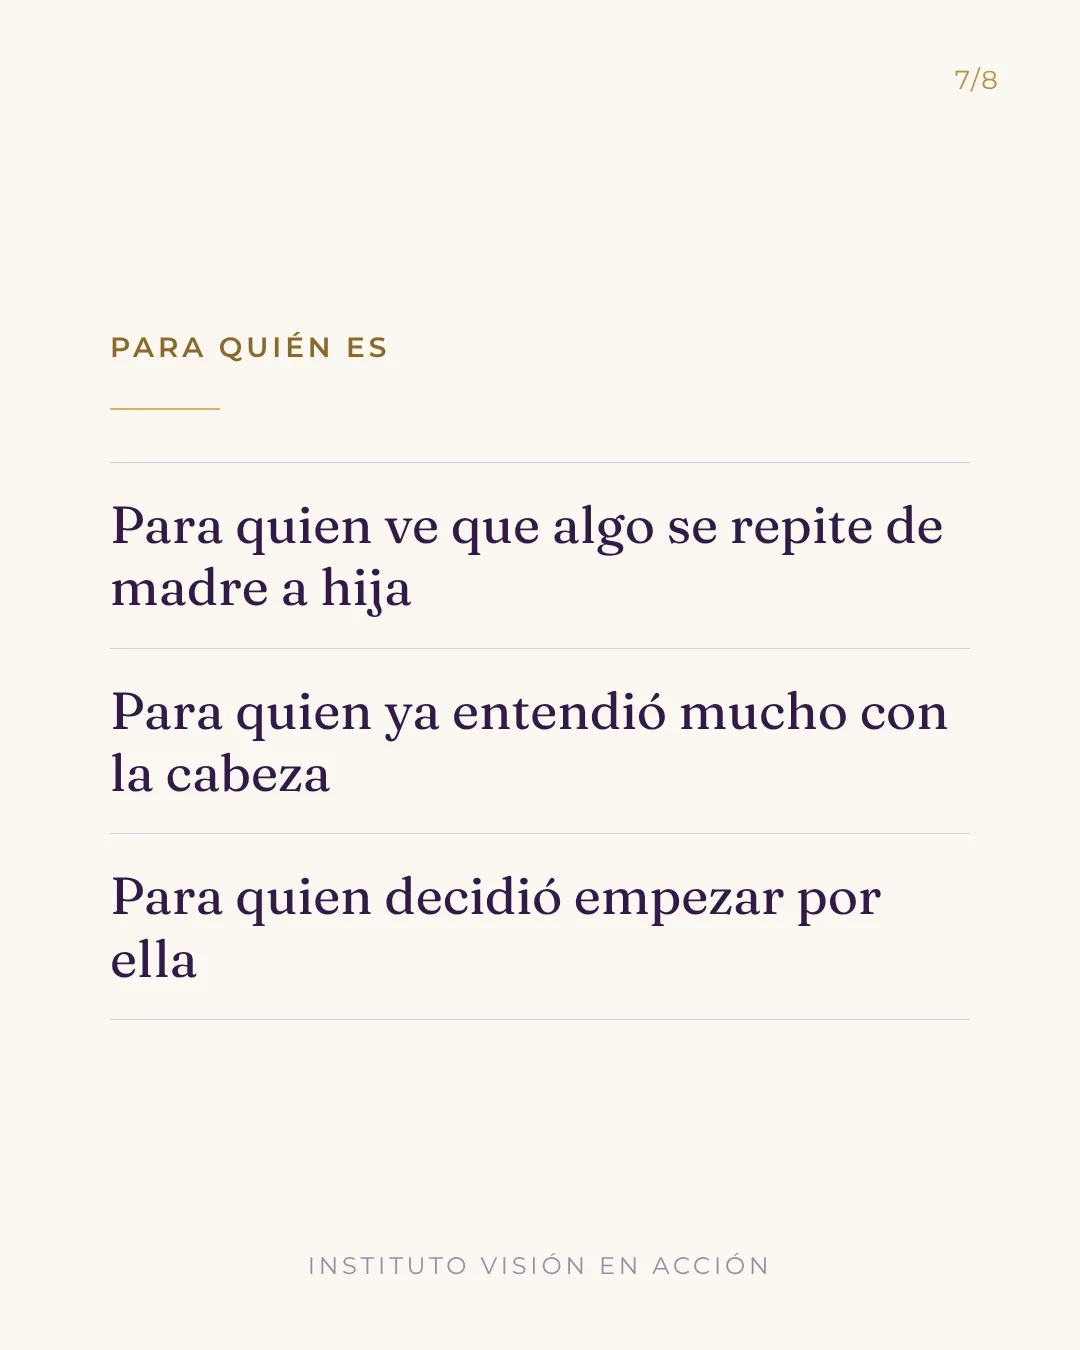 7/8
PARA QUIÉN ES
Para quien ve que algo se repite de
madre a hija
Para quien ya entendió mucho con
la cabeza
Para quien decidió empezar por
ella
INSTITUTO VISIÓN EN ACCIÓN